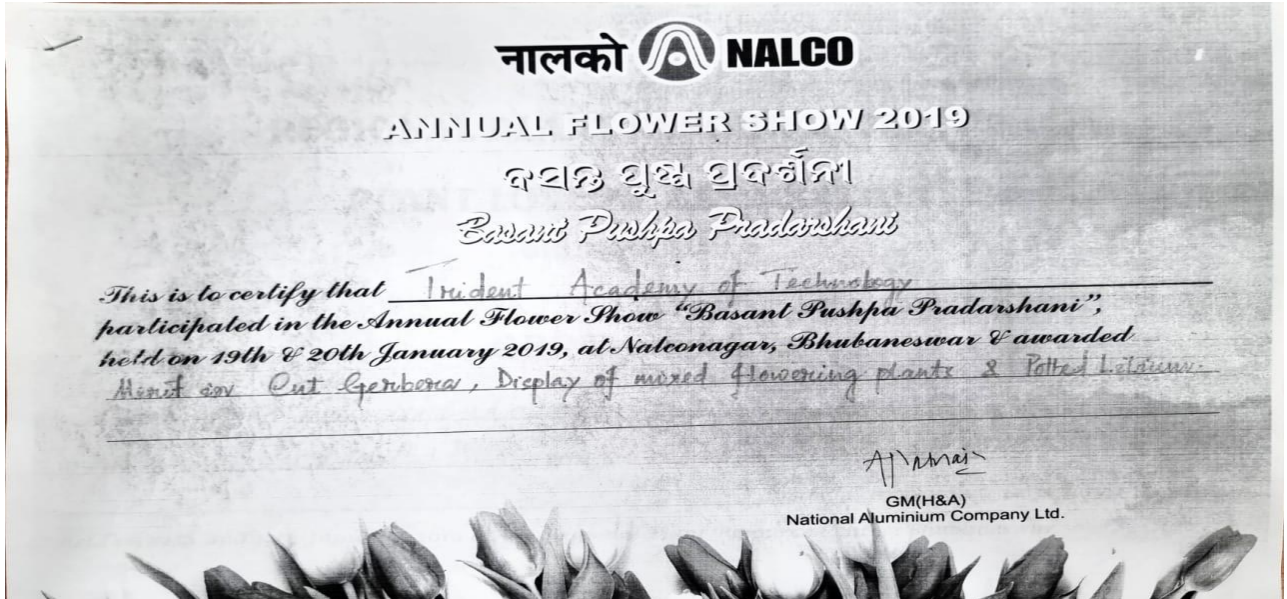 नालको NALCO
ANNUAL FLOWER SHOW 2019
ବସନ୍ତ ପୁଷ୍ପ ପ୍ରଦର୍ଶନୀ
Basant Pushpa Pradarshani
This is to certify that Trident Academy of Technology
participated in the Annual Flower Show "Basant Pushpa Pradarshani",
held on 19th & 20th January 2019, at Nalconagar, Bhubaneswar & awarded
Merit in Cut Gerbera, Display of mixed flowering plants & Potted Lilium.
GM(H&A)
National Aluminium Company Ltd.